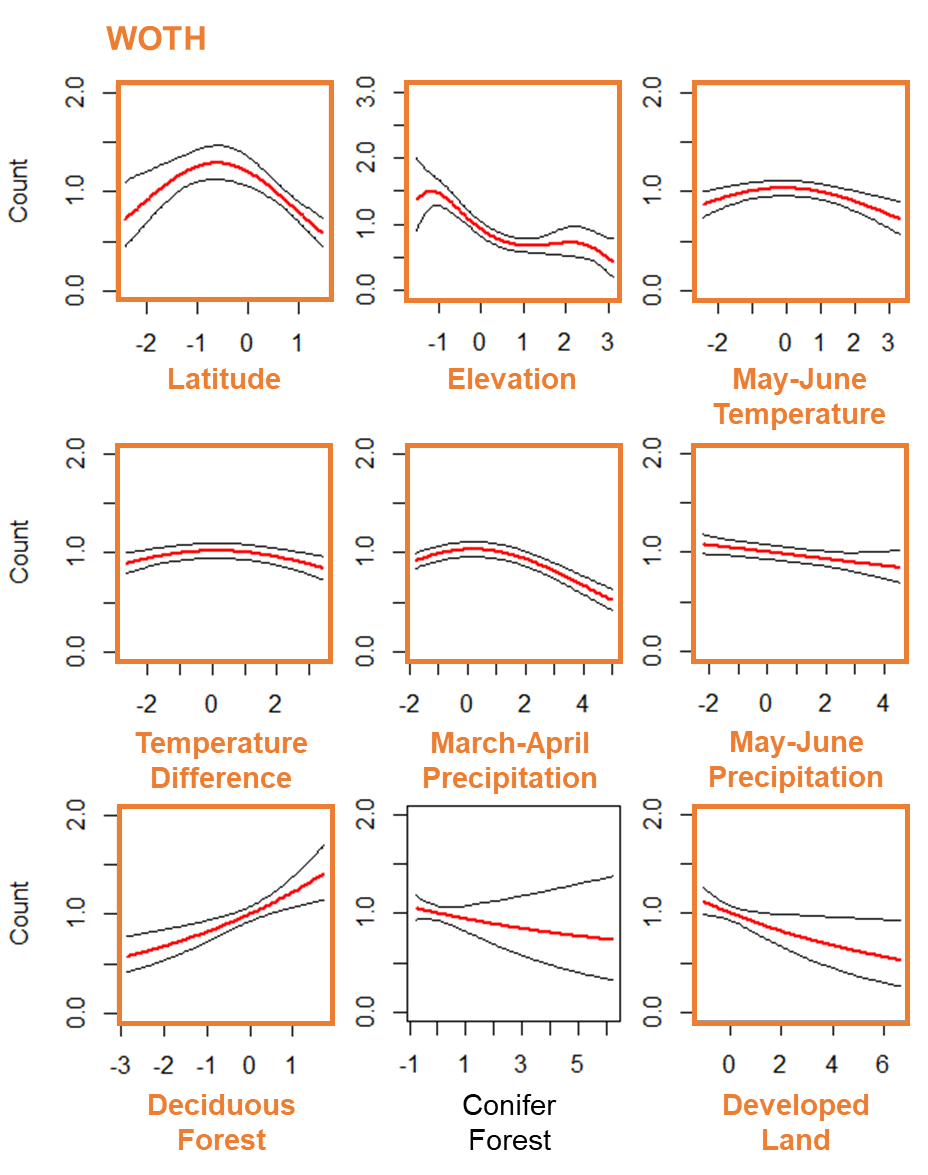 WOTH
Count
2.0 1.0 0.0
3.0 2.0 1.0 0.0
2.0 1.0 0.0
-2 -1 0 1
-1 0 1 2 3
-2 0 1 2 3
Latitude
Elevation
May-June
Temperature
Count
2.0 1.0 0.0
2.0 1.0 0.0
2.0 1.0 0.0
-2 0 2
-2 0 2 4
-2 0 2 4
Temperature
Difference
March-April
Precipitation
May-June
Precipitation
Count
2.0 1.0 0.0
2.0 1.0 0.0
2.0 1.0 0.0
-3 -2 -1 0 1
-1 1 3 5
0 2 4 6
Deciduous
Forest
Conifer
Forest
Developed
Land